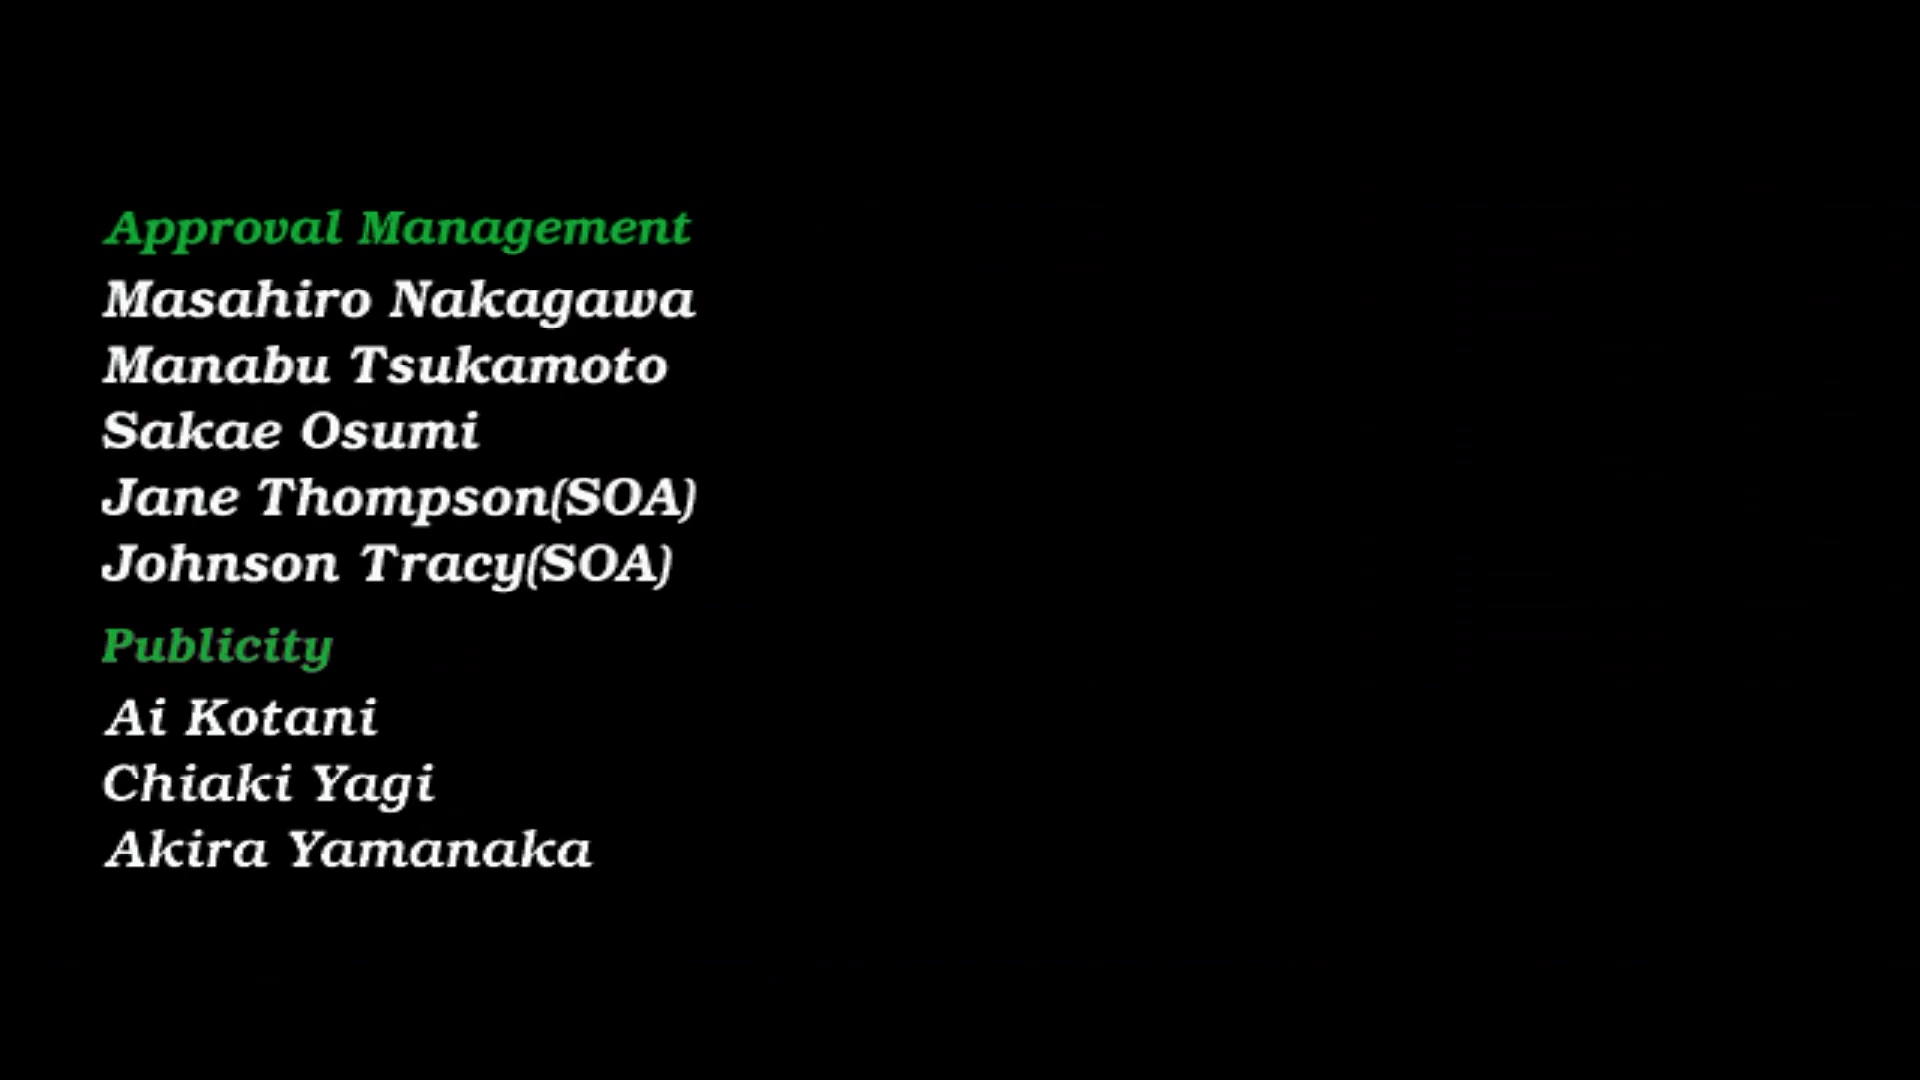 Approval Management
Masahiro Nakagawa
Manabu Tsukamoto
Sakae Osumi
Jane Thompson(SOA)
Johnson Tracy(SOA)
Publicity
Ai Kotani
Chiaki Yagi
Akira Yamanaka